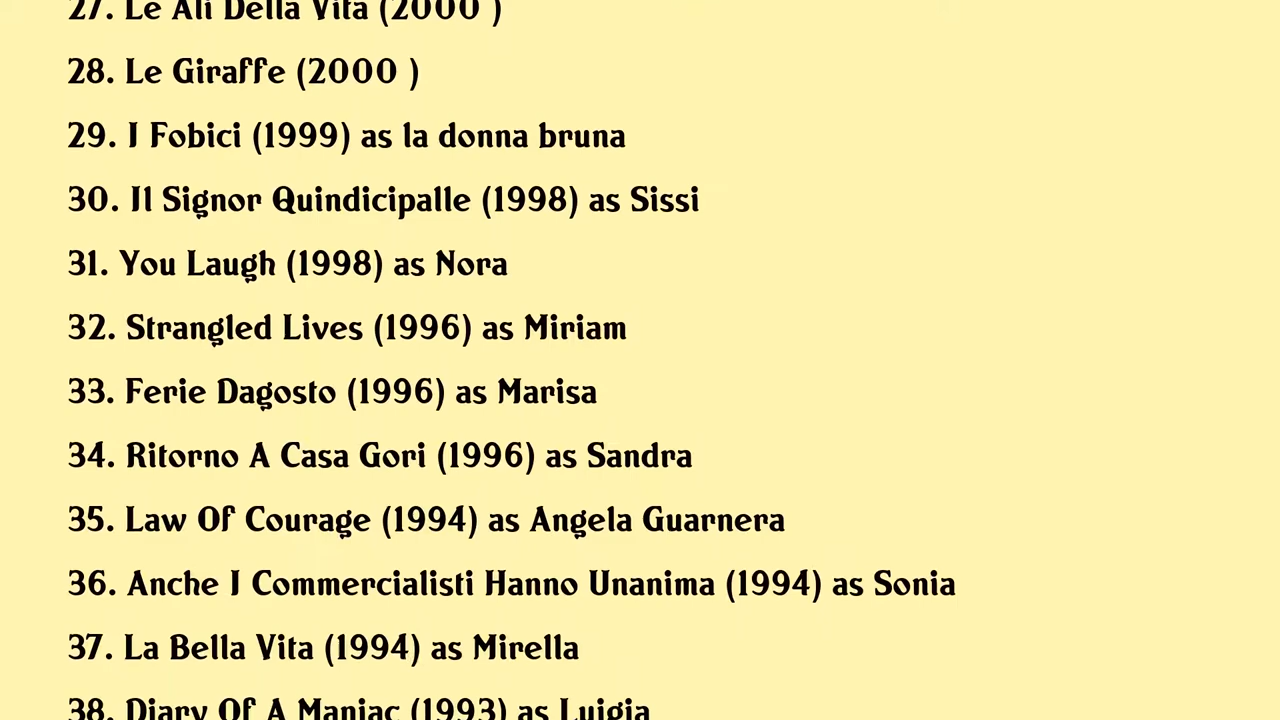 27. Le Ali Della Vita (2000 )
28. Le Giraffe (2000 )
29. I Fobici (1999) as la donna bruna
30. Il Signor Quindicipalle (1998) as Sissi
31. You Laugh (1998) as Nora
32. Strangled Lives (1996) as Miriam
33. Ferie Dagosto (1996) as Marisa
34. Ritorno A Casa Gori (1996) as Sandra
35. Law Of Courage (1994) as Angela Guarnera
36. Anche I Commercialisti Hanno Unanima (1994) as Sonia
37. La Bella Vita (1994) as Mirella
38. Diary Of A Maniac (1993) as Luigia